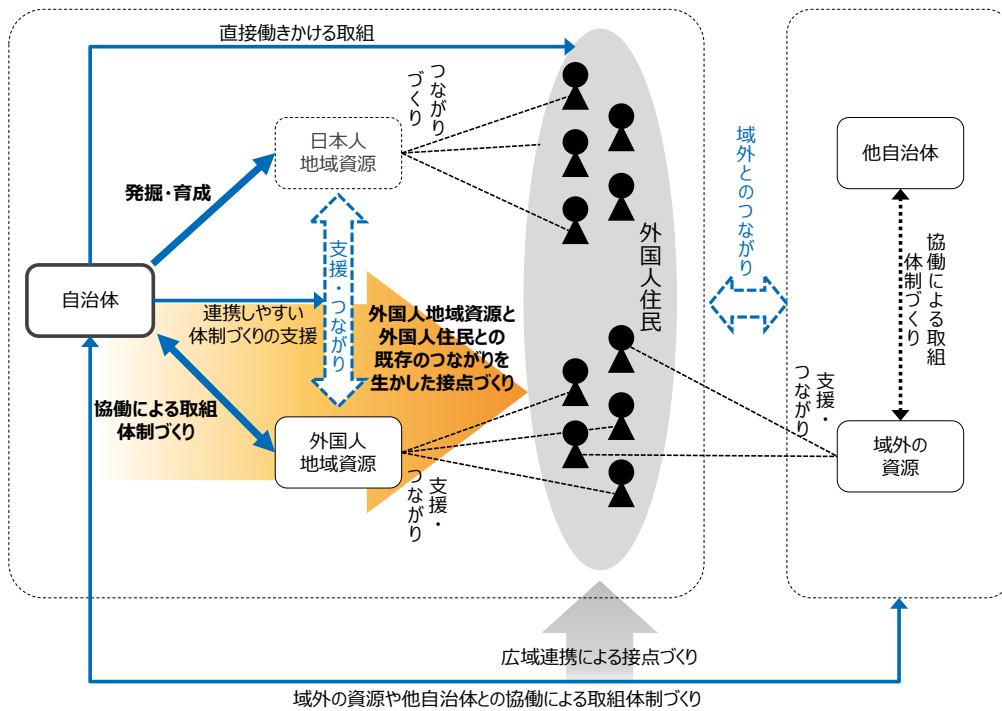 直接働きかける取組
つながり
づくり
日本人
地域資源
発掘・育成
支援・つながり
自治体
連携しやすい
体制づくりの支援
外国人地域資源と
外国人住民との
既存のつながりを
生かした接点づくり
協働による取組
体制づくり
外国人
地域資源
支援・
つながり
外国人住民
域外とのつながり
他自治体
協働による取組
体制づくり
支援・
つながり
域外の
資源
広域連携による接点づくり
域外の資源や他自治体との協働による取組体制づくり